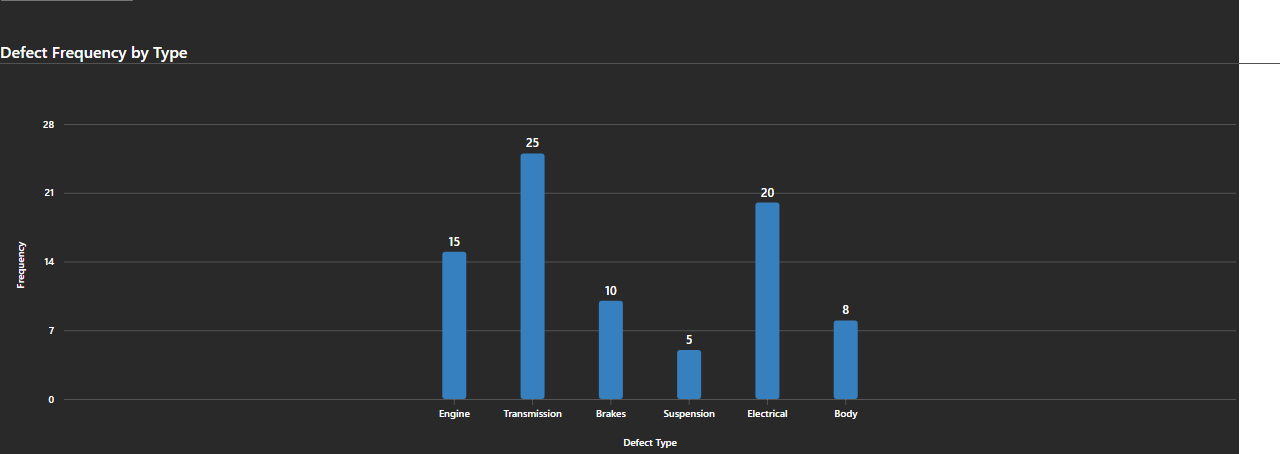 Defect Frequency by Type
28
25
21
20
15
14
10
8
7
5
0
Frequency
Engine Transmission Brakes Suspension Electrical Body
Defect Type